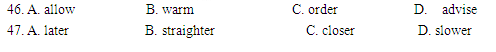 46. A. allow B. warm C. order D. advise
47. A. later B. straighter C. closer D. slower